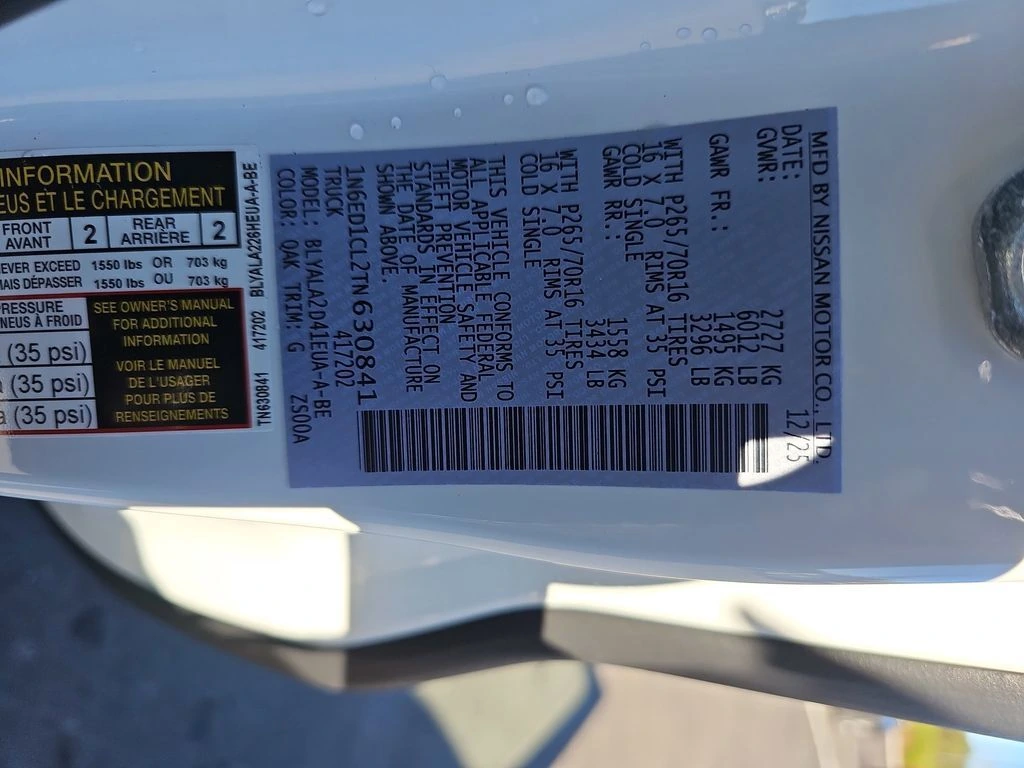 MFD BY NISSAN MOTOR CO., LTD.
DATE: 12/25
GVWR: 2727 KG
6012 LB
GAWR FR.: 1495 KG
3296 LB
WITH P265/70R16 TIRES
16 X 7.0 RIMS AT 35 PSI
COLD SINGLE
GAWR RR.: 1558 KG
3434 LB
WITH P265/70R16 TIRES
16 X 7.0 RIMS AT 35 PSI
COLD SINGLE
THIS VEHICLE CONFORMS TO
ALL APPLICABLE FEDERAL
MOTOR VEHICLE SAFETY AND
THEFT PREVENTION
STANDARDS IN EFFECT ON
THE DATE OF MANUFACTURE
SHOWN ABOVE.
1N6ED1CL2TN630841
TRUCK 417202
MODEL: BLYALA2D41EUA-A-BE
COLOR: QAK TRIM: G Z500A
INFORMATION
EUS ET LE CHARGEMENT
FRONT
AVANT 2 REAR
ARRIÈRE 2
EVER EXCEED 1550 lbs OR 703 kg
MAIS DÉPASSER 1550 lbs OU 703 kg
PRESSURE
NEUS À FROID
(35 psi)
a (35 psi)
a (35 psi)
SEE OWNER'S MANUAL
FOR ADDITIONAL
INFORMATION
VOIR LE MANUEL
DE L'USAGER
POUR PLUS DE
RENSEIGNEMENTS
TN630841 417202 BLYALA226HEUA-A-BE